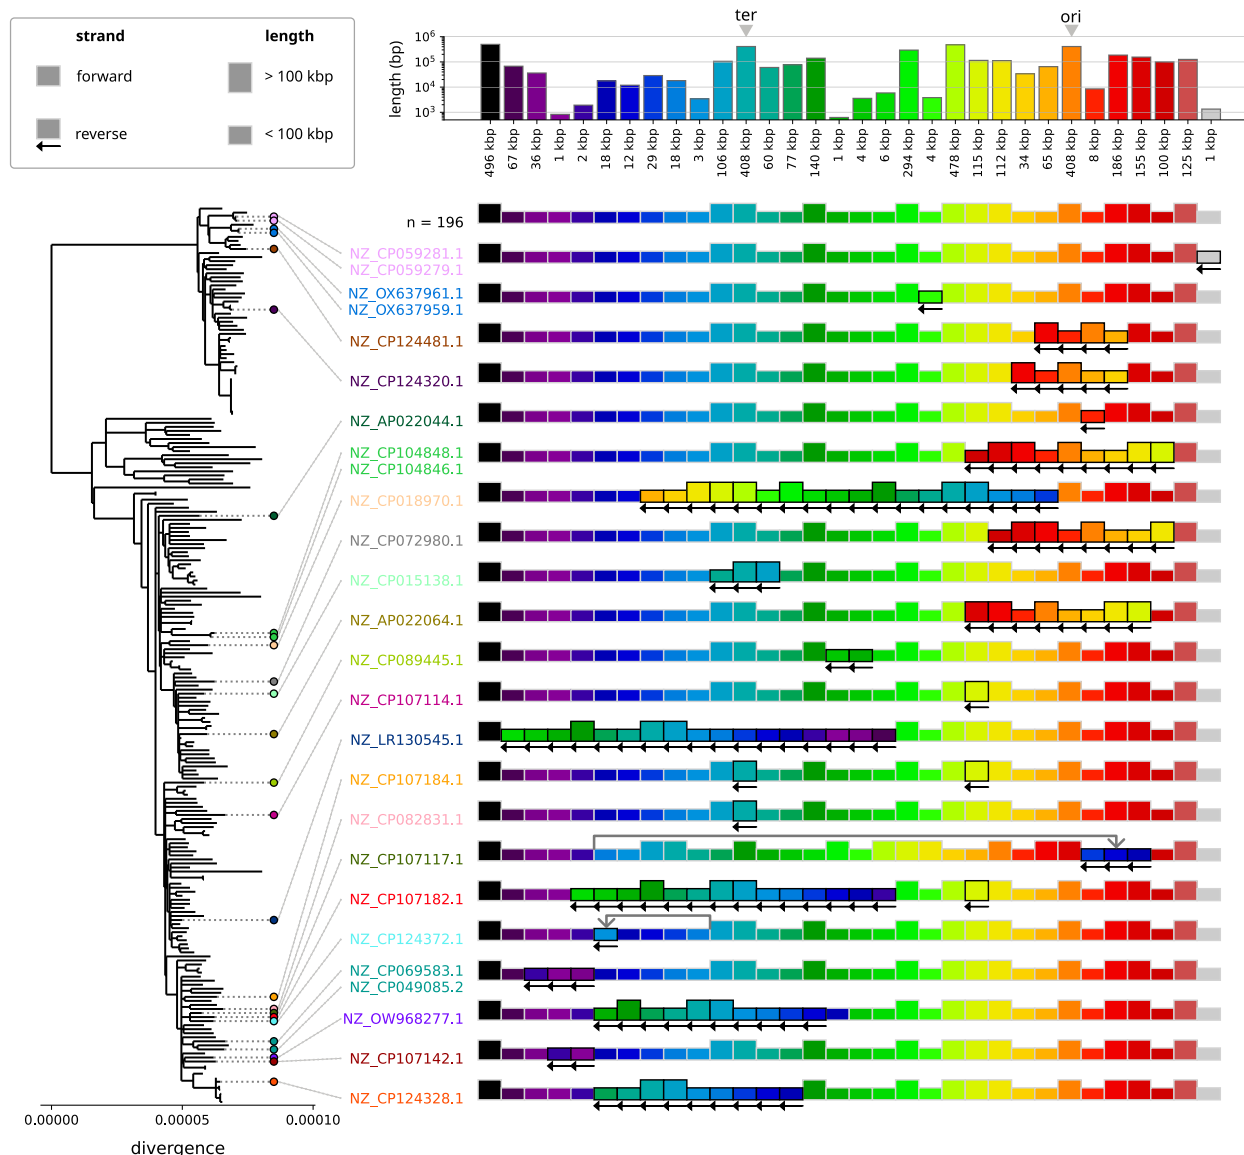 strand length
forward > 100 kbp
reverse < 100 kbp
ter ori
length (bp)
10⁶
10⁵
10⁴
10³
496 kbp
67 kbp
36 kbp
1 kbp
2 kbp
18 kbp
12 kbp
29 kbp
18 kbp
3 kbp
106 kbp
408 kbp
60 kbp
77 kbp
140 kbp
1 kbp
4 kbp
6 kbp
294 kbp
4 kbp
478 kbp
115 kbp
112 kbp
34 kbp
65 kbp
408 kbp
8 kbp
186 kbp
155 kbp
100 kbp
125 kbp
1 kbp
n = 196
NZ_CP059281.1
NZ_CP059279.1
NZ_OX637961.1
NZ_OX637959.1
NZ_CP124481.1
NZ_CP124320.1
NZ_AP022044.1
NZ_CP104848.1
NZ_CP104846.1
NZ_CP018970.1
NZ_CP072980.1
NZ_CP015138.1
NZ_AP022064.1
NZ_CP089445.1
NZ_CP107114.1
NZ_LR130545.1
NZ_CP107184.1
NZ_CP082831.1
NZ_CP107117.1
NZ_CP107182.1
NZ_CP124372.1
NZ_CP069583.1
NZ_CP049085.2
NZ_OW968277.1
NZ_CP107142.1
NZ_CP124328.1
0.00000 0.00005 0.00010
divergence